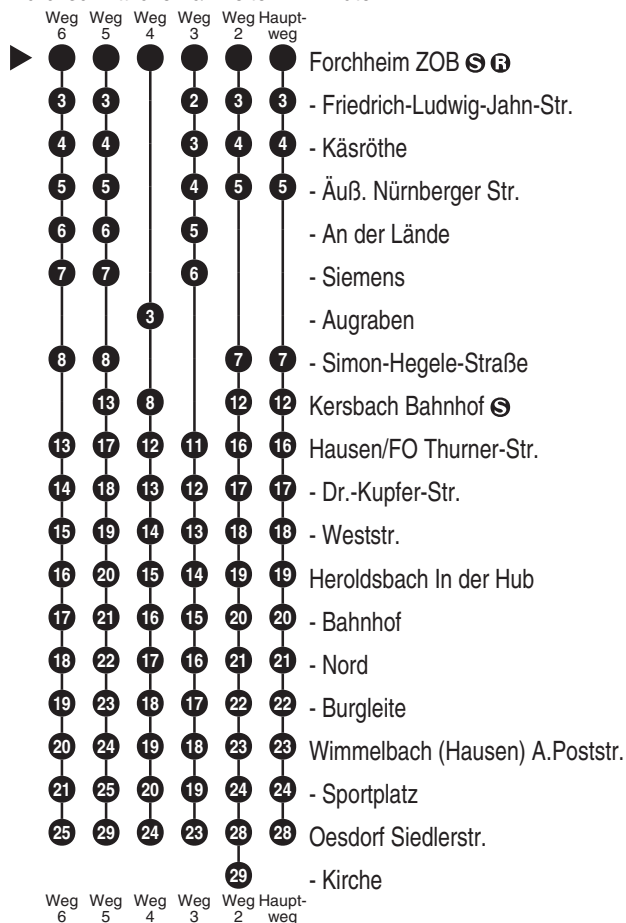 Weg Weg Weg Weg Weg Haupt-
6 5 4 3 2 weg
Forchheim ZOB S R
3 3 2 3 3 - Friedrich-Ludwig-Jahn-Str.
4 4 3 4 4 - Käsröthe
5 5 4 5 5 - Äuß. Nürnberger Str.
6 6 5 - An der Lände
7 7 6 - Siemens
3 - Augraben
8 8 7 7 - Simon-Hegele-Straße
13 8 12 12 Kersbach Bahnhof S
13 17 12 11 16 16 Hausen/FO Thurner-Str.
14 18 13 12 17 17 - Dr.-Kupfer-Str.
15 19 14 13 18 18 - Weststr.
16 20 15 14 19 19 Heroldsbach In der Hub
17 21 16 15 20 20 - Bahnhof
18 22 17 16 21 21 - Nord
19 23 18 17 22 22 - Burgleite
20 24 19 18 23 23 Wimmelbach (Hausen) A.Poststr.
21 25 20 19 24 24 - Sportplatz
25 29 24 23 28 28 Oesdorf Siedlerstr.
29 - Kirche
Weg Weg Weg Weg Weg Haupt-
6 5 4 3 2 weg